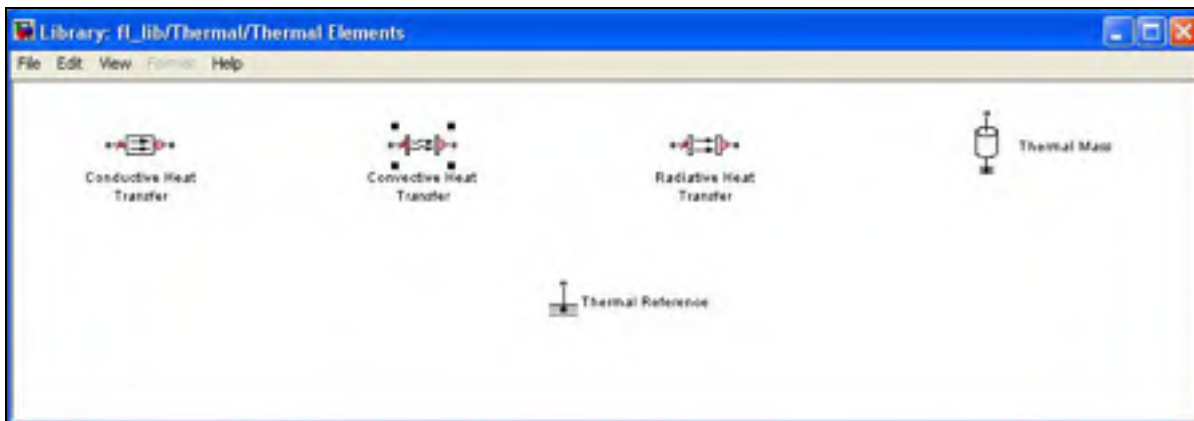 Library: fl_lib/Thermal/Thermal Elements
File Edit View Format Help
Conductive Heat
Transfer
Convective Heat
Transfer
Radiative Heat
Transfer
Thermal Mass
Thermal Reference